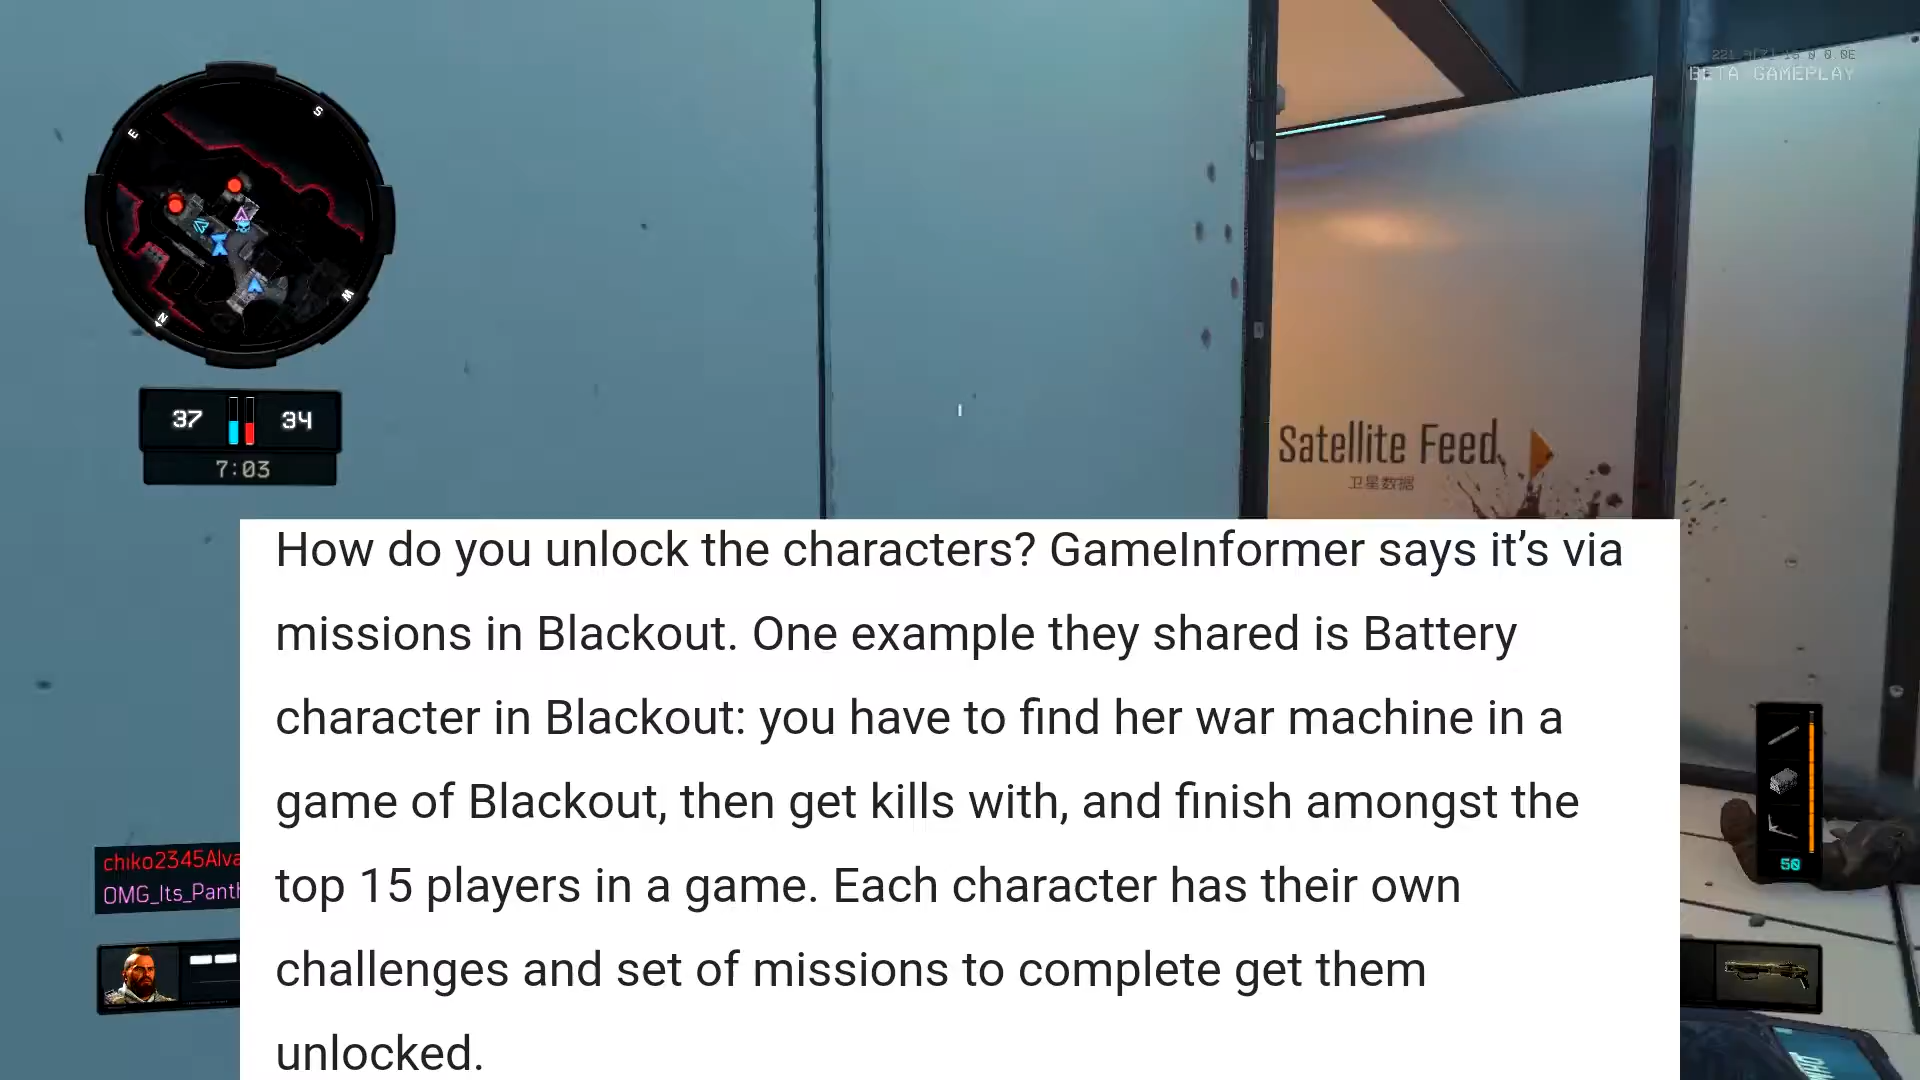 BETA GAMEPLAY
S
E
W
N
37 34
7:03
Satellite Feed
卫星数据
How do you unlock the characters? GameInformer says it’s via
missions in Blackout. One example they shared is Battery
character in Blackout: you have to find her war machine in a
game of Blackout, then get kills with, and finish amongst the
top 15 players in a game. Each character has their own
challenges and set of missions to complete get them
unlocked.
chiko2345Alva
OMG_Its_Pant
50